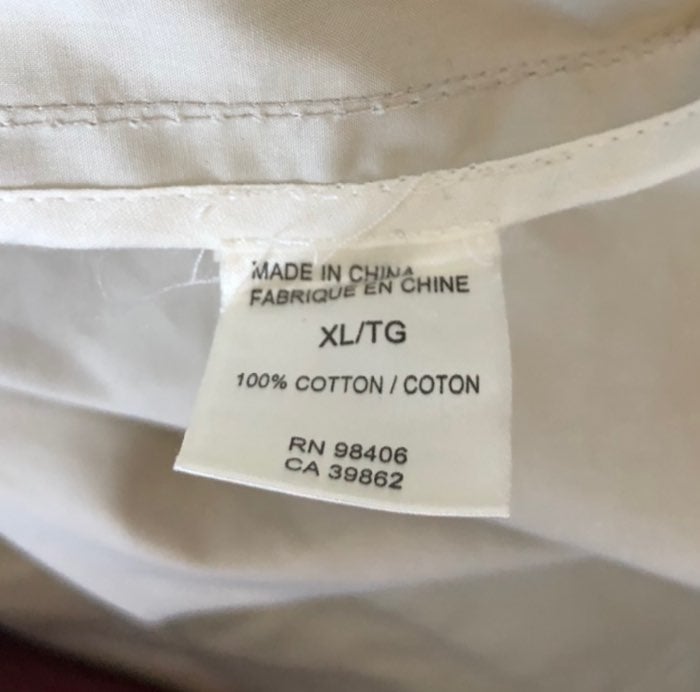 MADE IN CHINA
FABRIQUE EN CHINE
XL/TG
100% COTTON / COTON
RN 98406
CA 39862